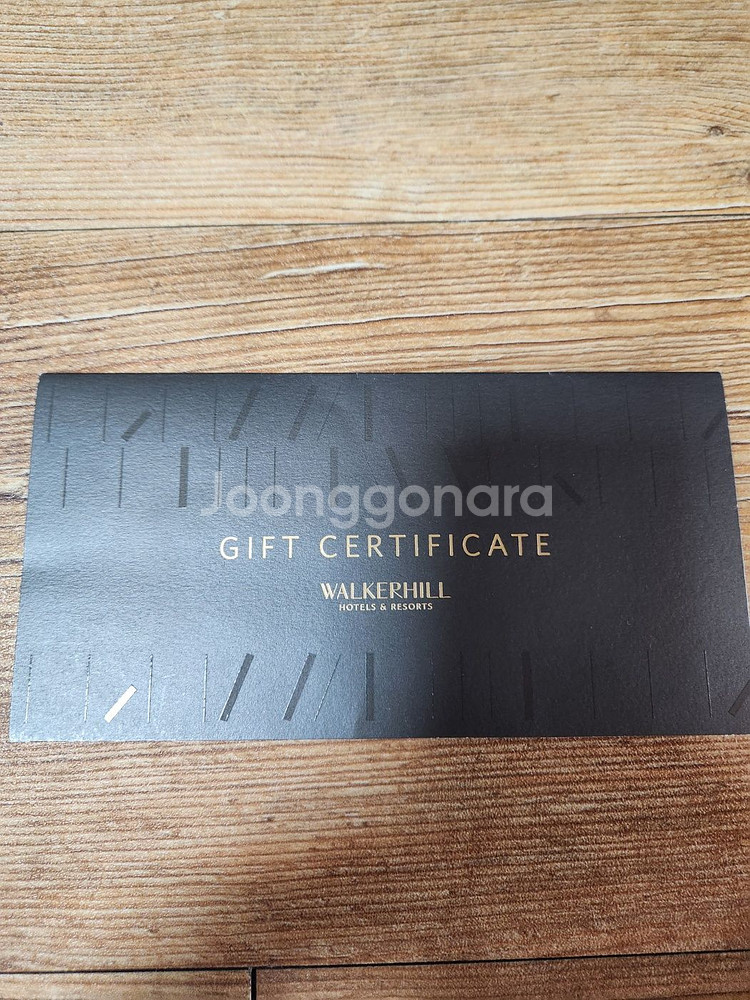 Joonggonara
GIFT CERTIFICATE
WALKERHILL
HOTELS & RESORTS